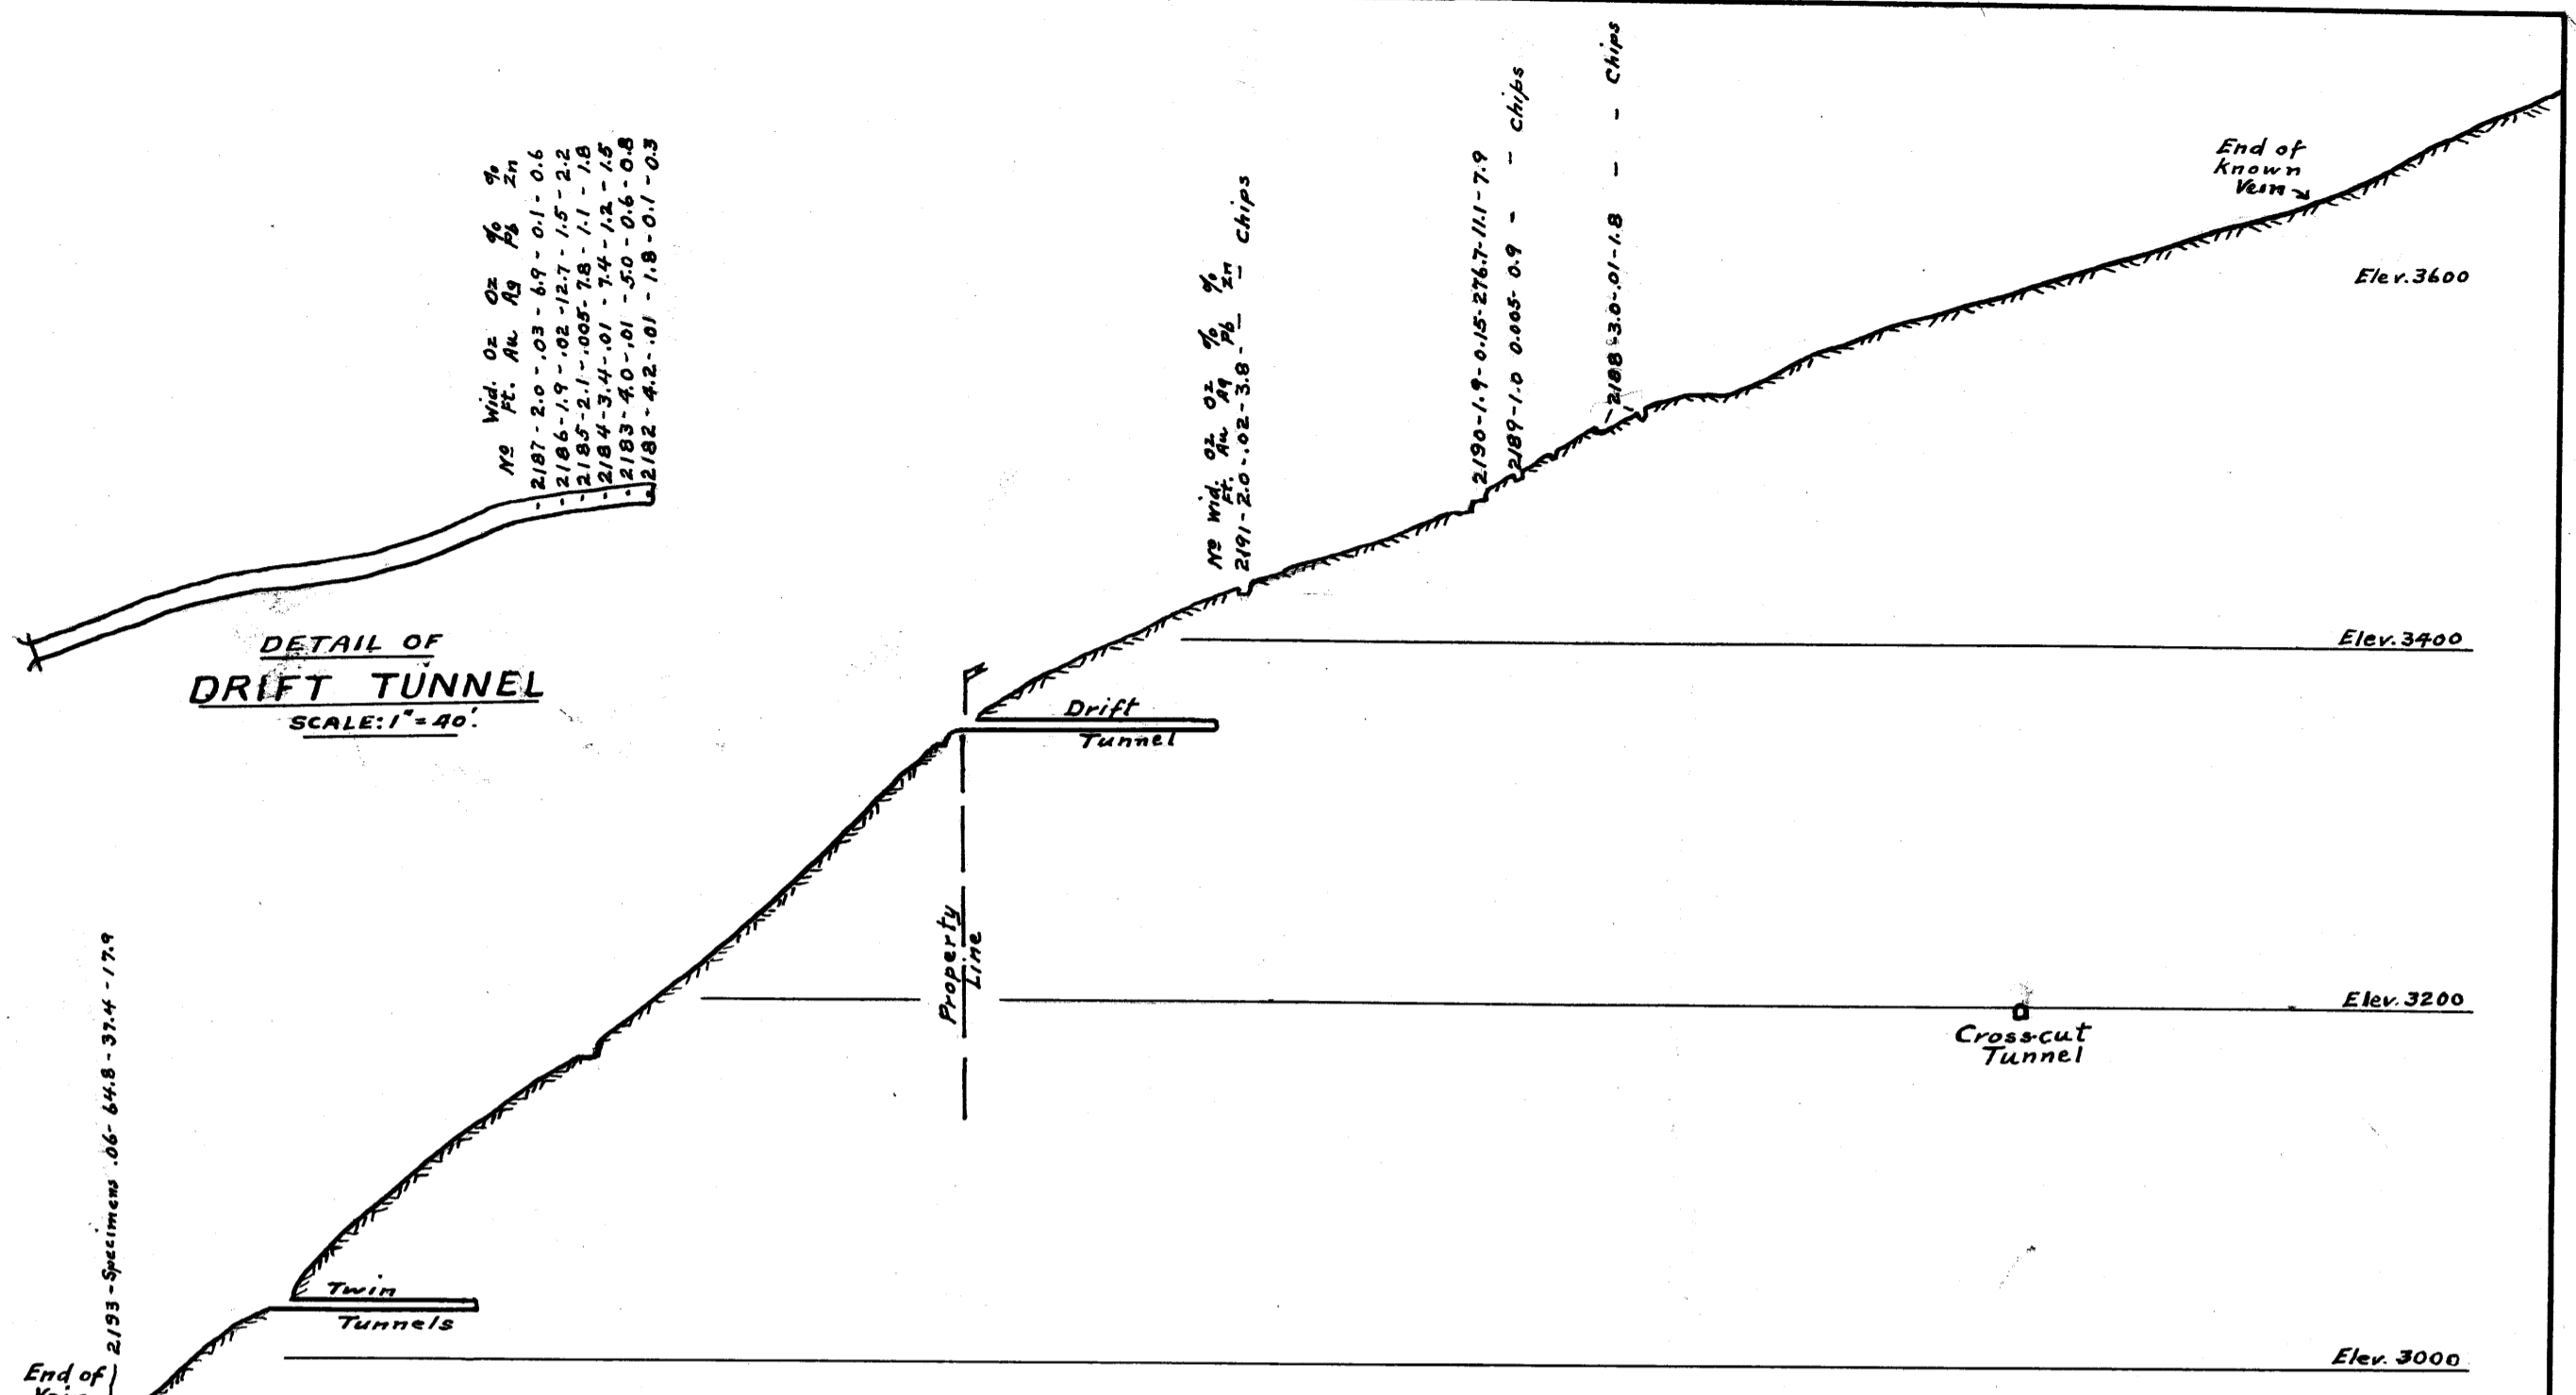 Nº Wid. Ft. Oz Au Oz Ag % Pb % Zn
2187 - 2.0 - .03 - 6.9 - 0.1 - 0.6
2186 - 1.9 - .02 - 12.7 - 1.5 - 2.2
2185 - 2.1 - .005 - 7.8 - 1.1 - 1.8
2184 - 3.4 - .01 - 7.4 - 1.2 - 1.5
2183 - 4.0 - .01 - 5.0 - 0.6 - 0.8
2182 - 4.2 - .01 - 1.8 - 0.1 - 0.3
DETAIL OF
DRIFT TUNNEL
SCALE: 1" = 40'.
Nº Wid. Ft. Oz Au Oz Ag % Pb % Zn
2191 - 2.0 - .02 - 3.8 - — — Chips
2190 - 1.9 - 0.15 - 276.7 - 11.1 - 7.9
2189 - 1.0 0.005 - 0.9 - — Chips
2188 - 3.0 - .01 - 1.8 — — Chips
End of
known
Vein
Elev. 3600
Elev. 3400
Drift
Tunnel
Property
Line
Elev. 3200
Cross-cut
Tunnel
2193 - Specimens .06 - 64.8 - 37.4 - 17.9
Twin
Tunnels
Elev. 3000
End of